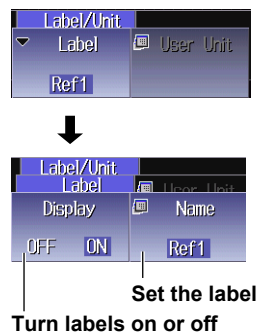 Label/Unit
Label User Unit
Ref1
Label/Unit
Label User Unit
Display Name
OFF ON Ref1
Set the label
Turn labels on or off